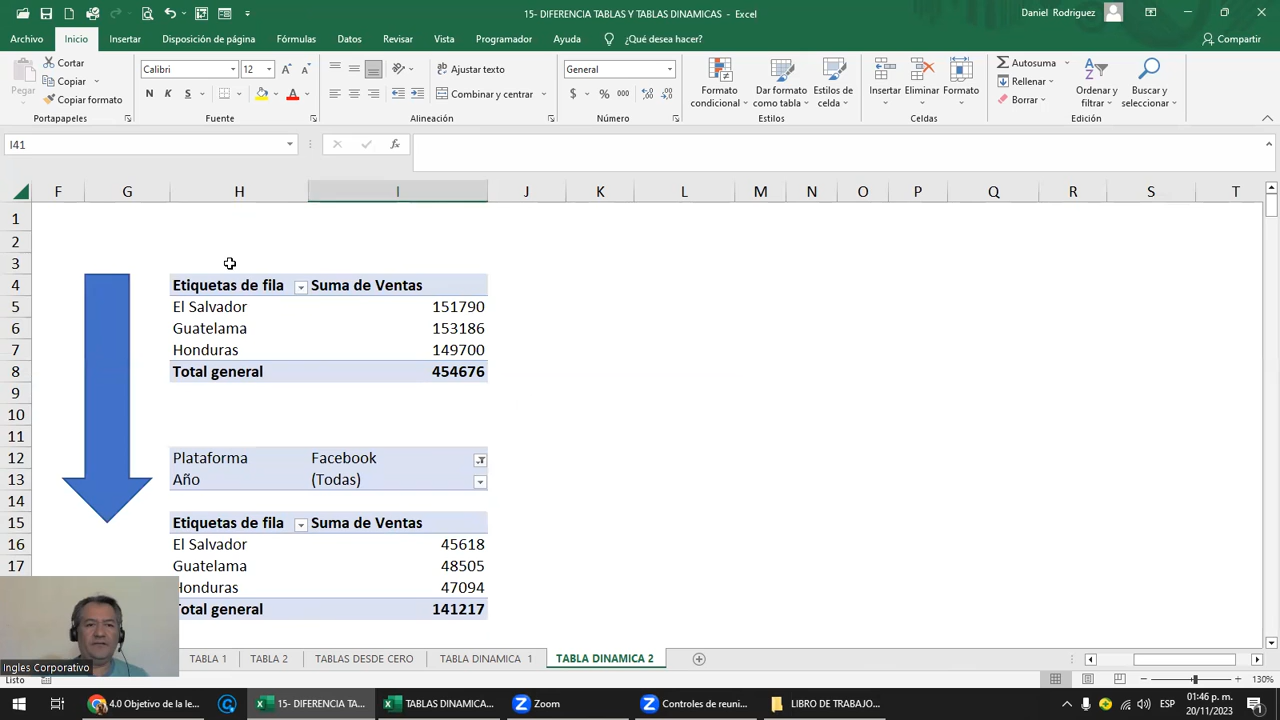 15- DIFERENCIA TABLAS Y TABLAS DINAMICAS - Excel
Daniel Rodriguez
Archivo Inicio Insertar Disposición de página Fórmulas Datos Revisar Vista Programador Ayuda ¿Qué desea hacer? Compartir
Pegar
Cortar
Copiar
Copiar formato
Calibri 12
N K S
Ajustar texto
Combinar y centrar
General
$ % 000
Formato condicional
Dar formato como tabla
Estilos de celda
Insertar Eliminar Formato
Autosuma
Rellenar
Borrar
Ordenar y filtrar
Buscar y seleccionar
Portapapeles Fuente Alineación Número Estilos Celdas Edición
I41 fx
F G H I J K L M N O P Q R S T
1
2
3
4 Etiquetas de fila Suma de Ventas
5 El Salvador 151790
6 Guatelama 153186
7 Honduras 149700
8 Total general 454676
9
10
11
12 Plataforma Facebook
13 Año (Todas)
14
15 Etiquetas de fila Suma de Ventas
16 El Salvador 45618
17 Guatelama 48505
Honduras 47094
Total general 141217
Ingles Corporativo
TABLA 1 TABLA 2 TABLAS DESDE CERO TABLA DINAMICA 1 TABLA DINAMICA 2
Listo 130%
4.0 Objetivo de la le... 15- DIFERENCIA TA... TABLAS DINAMICA... Zoom Controles de reuni... LIBRO DE TRABAJO... ESP 01:46 p. m.
20/11/2023